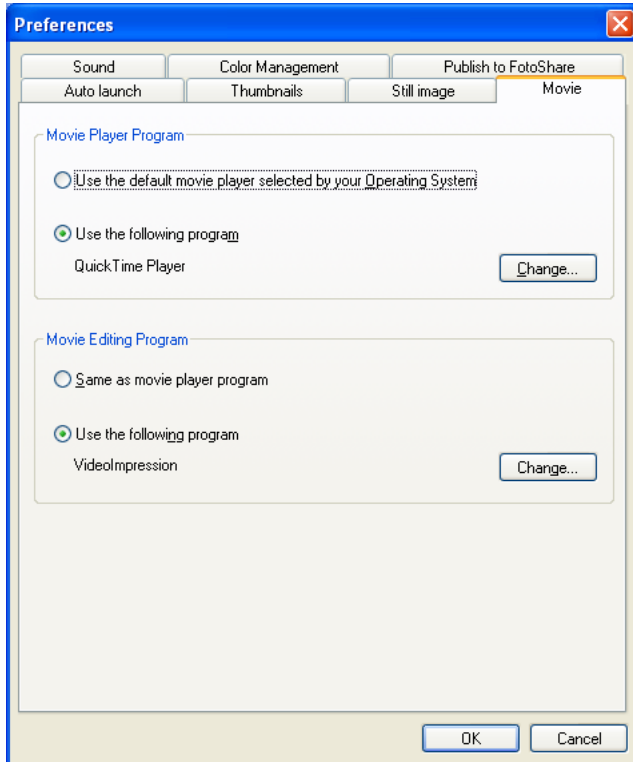 Preferences
Sound Color Management Publish to FotoShare
Auto launch Thumbnails Still image Movie
Movie Player Program
Use the default movie player selected by your Operating System
Use the following program
QuickTime Player Change...
Movie Editing Program
Same as movie player program
Use the following program
VideoImpression Change...
OK Cancel